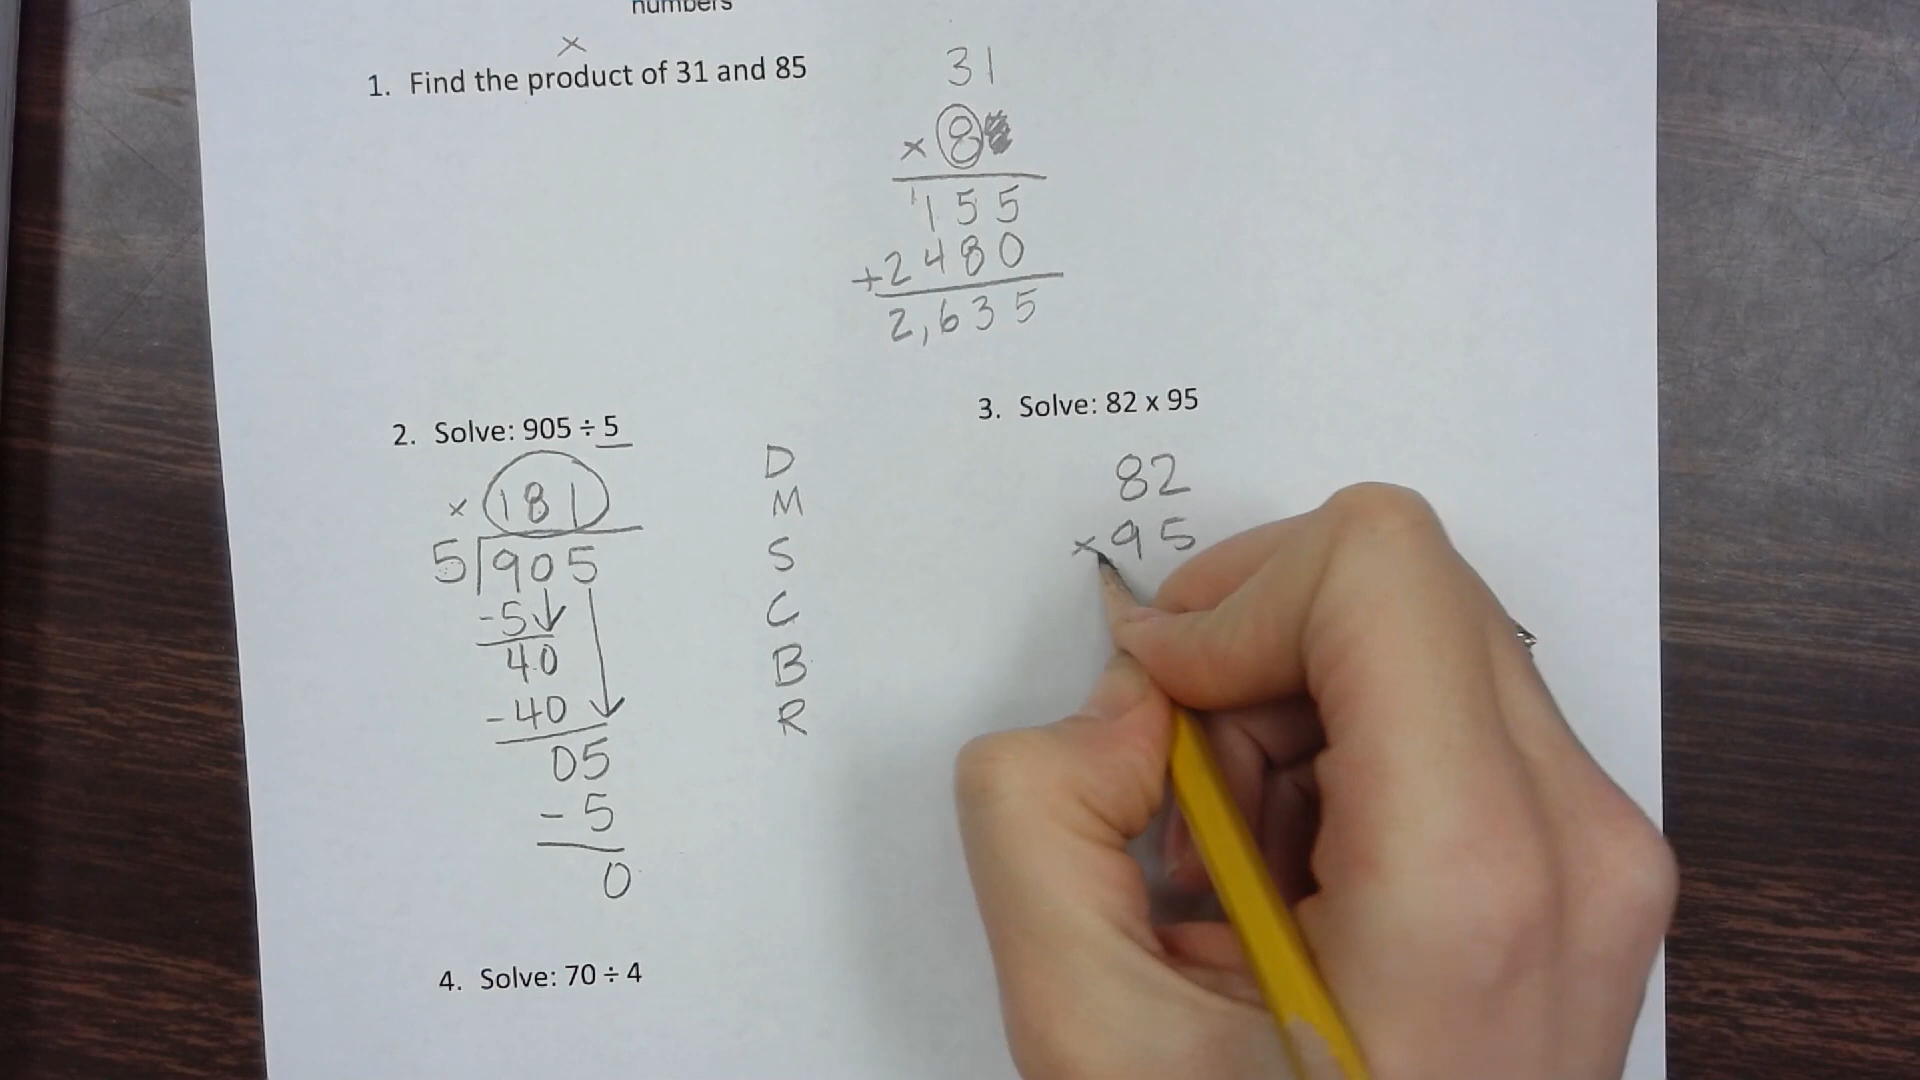 numbers
×
1. Find the product of 31 and 85
31
× 8
1
155
+2480
2,635
2. Solve: 905 ÷ 5
× 181
5 905
-5
40
-40
05
-5
0
D
M
S
C
B
R
3. Solve: 82 x 95
82
×95
4. Solve: 70 ÷ 4